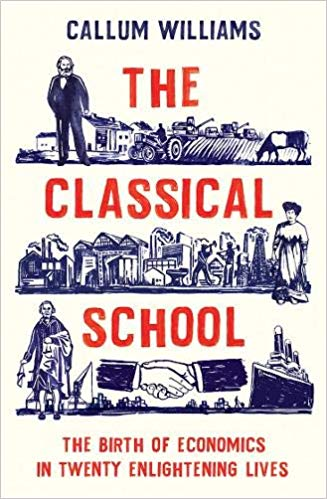 CALLUM WILLIAMS
THE
CLASSICAL
SCHOOL
THE BIRTH OF ECONOMICS
IN TWENTY ENLIGHTENING LIVES